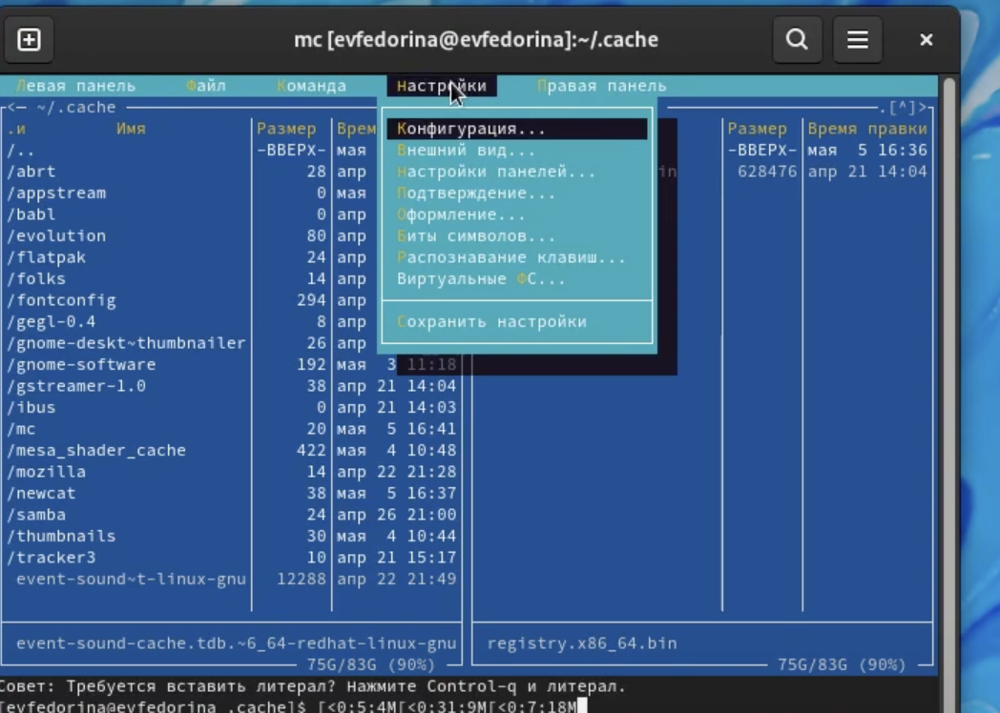 mc [evfedorina@evfedorina]:~/.cache
Левая панель Файл Команда Настройки Правая панель
<— ~/.cache .[^]>
.и Имя Размер Врем Размер Время правки
/.. -ВВЕРХ- мая -ВВЕРХ- мая 5 16:36
/abrt 28 апр in 628476 апр 21 14:04
/appstream 0 мая
/babl 0 апр
/evolution 80 апр
/flatpak 24 апр
/folks 14 апр
/fontconfig 294 апр
/gegl-0.4 8 апр
/gnome-deskt~thumbnailer 26 апр
/gnome-software 192 мая 3 11:18
/gstreamer-1.0 38 апр 21 14:04
/ibus 0 апр 21 14:03
/mc 20 мая 5 16:41
/mesa_shader_cache 422 мая 4 10:48
/mozilla 14 апр 22 21:28
/newcat 38 мая 5 16:37
/samba 24 апр 26 21:00
/thumbnails 30 мая 4 10:44
/tracker3 10 апр 21 15:17
event-sound~t-linux-gnu 12288 апр 22 21:49
Конфигурация...
Внешний вид...
Настройки панелей...
Подтверждение...
Оформление...
Биты символов...
Распознавание клавиш...
Виртуальные ФС...
Сохранить настройки
event-sound-cache.tdb.~6_64-redhat-linux-gnu registry.x86_64.bin
75G/83G (90%) 75G/83G (90%)
Совет: Требуется вставить литерал? Нажмите Control-q и литерал.
[evfedorina@evfedorina .cache]$ [<0;5;4M[<0;31;9M[<0;7;18M